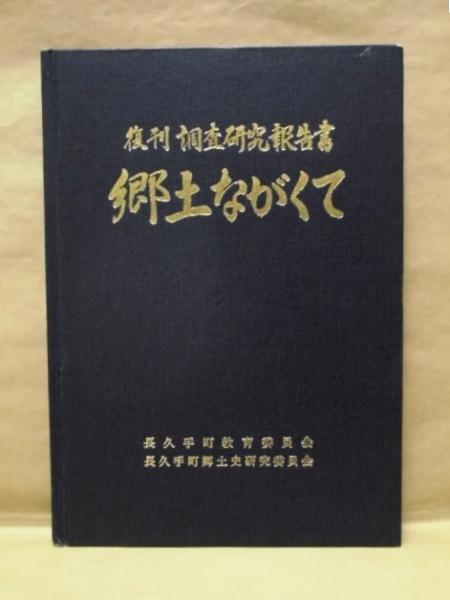 復刊 調査研究報告書
郷土ながくて
長久手町教育委員会
長久手町郷土史研究委員会